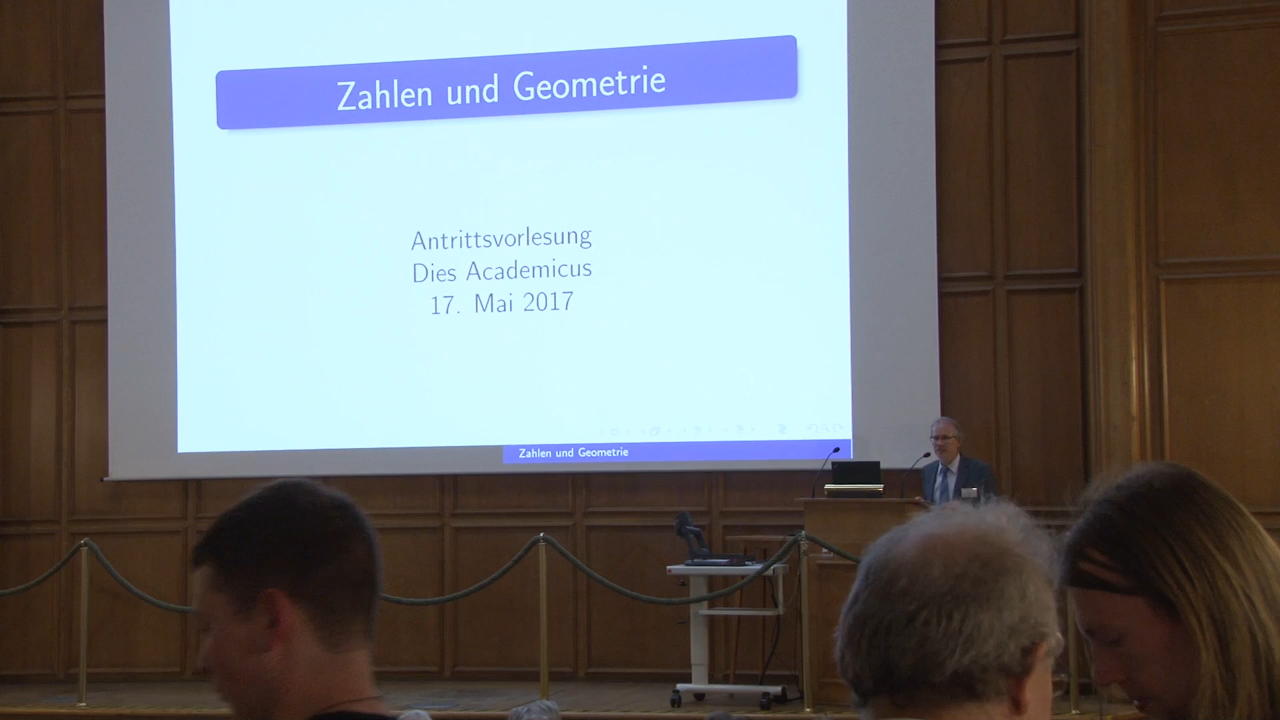 Zahlen und Geometrie
Antrittsvorlesung
Dies Academicus
17. Mai 2017
Zahlen und Geometrie